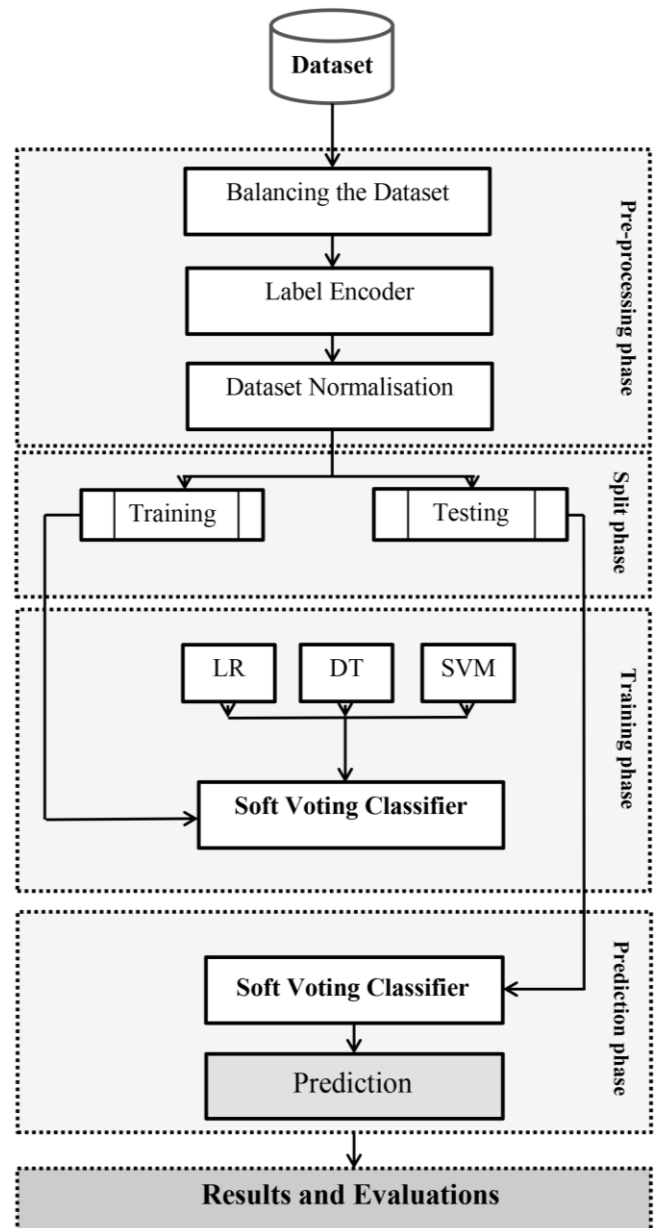 Dataset
Balancing the Dataset
Label Encoder
Dataset Normalisation
Pre-processing phase
Training
Testing
Split phase
LR
DT
SVM
Soft Voting Classifier
Training phase
Soft Voting Classifier
Prediction
Prediction phase
Results and Evaluations